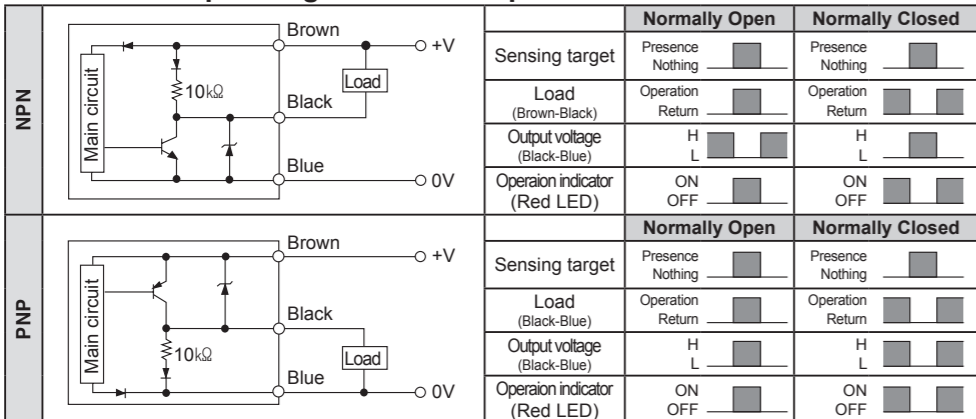 Normally Open Normally Closed
NPN
Main circuit
10kΩ
Brown
Black
Blue
+V
Load
0V
Sensing target
Presence
Nothing
Presence
Nothing
Load
(Brown-Black)
Operation
Return
Operation
Return
Output voltage
(Black-Blue)
H
L
H
L
Operaion indicator
(Red LED)
ON
OFF
ON
OFF
PNP
Main circuit
10kΩ
Brown
Black
Blue
+V
Load
0V
Normally Open Normally Closed
Sensing target
Presence
Nothing
Presence
Nothing
Load
(Black-Blue)
Operation
Return
Operation
Return
Output voltage
(Black-Blue)
H
L
H
L
Operaion indicator
(Red LED)
ON
OFF
ON
OFF